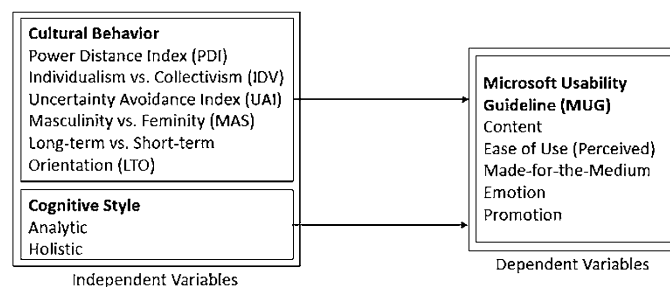 Cultural Behavior
Power Distance Index (PDI)
Individualism vs. Collectivism (IDV)
Uncertainty Avoidance Index (UAI)
Masculinity vs. Feminity (MAS)
Long-term vs. Short-term
Orientation (LTO)
Cognitive Style
Analytic
Holistic
Independent Variables
Microsoft Usability
Guideline (MUG)
Content
Ease of Use (Perceived)
Made-for-the-Medium
Emotion
Promotion
Dependent Variables